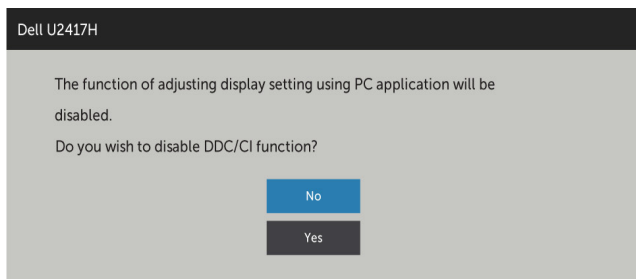 Dell U2417H
The function of adjusting display setting using PC application will be
disabled.
Do you wish to disable DDC/CI function?
No
Yes